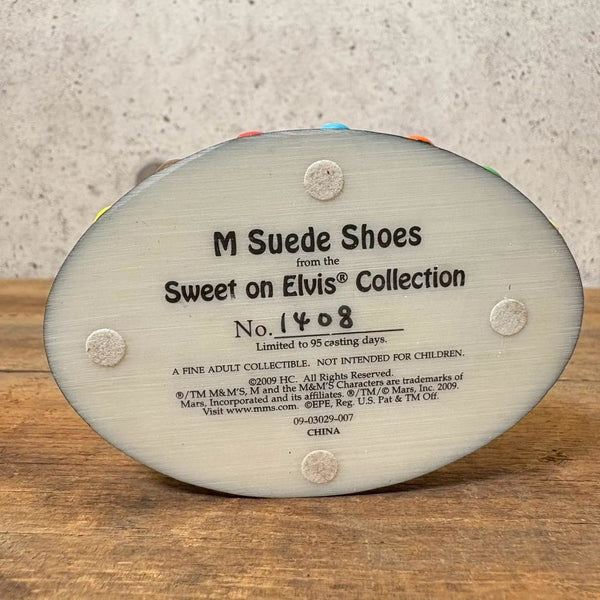 M Suede Shoes
from the
Sweet on Elvis® Collection
No. 1408
Limited to 95 casting days.
A FINE ADULT COLLECTIBLE. NOT INTENDED FOR CHILDREN.
©2009 HC. All Rights Reserved.
®/TM M&M'S, M and the M&M'S Characters are trademarks of
Mars, Incorporated and its affiliates. ®/TM/© Mars, Inc. 2009.
Visit www.mms.com. ©EPE, Reg. U.S. Pat & TM Off.
09-03029-007
CHINA